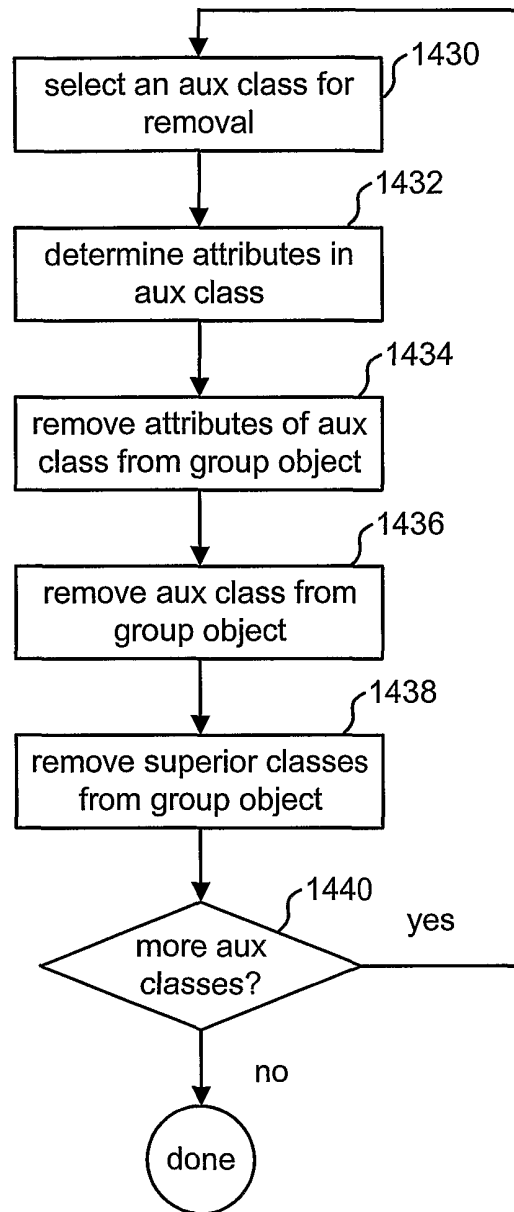 1430
select an aux class for
removal
1432
determine attributes in
aux class
1434
remove attributes of aux
class from group object
1436
remove aux class from
group object
1438
remove superior classes
from group object
1440
more aux
classes?
yes
no
done